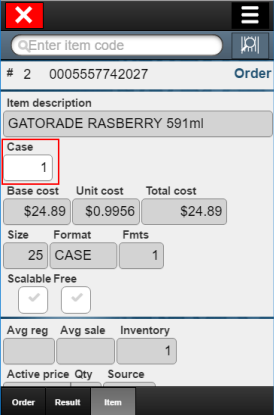 Enter item code
# 2 0005557742027 Order
Item description
GATORADE RASBERRY 591ml
Case
1
Base cost Unit cost Total cost
$24.89 $0.9956 $24.89
Size Format Fmts
25 CASE 1
Scalable Free
Avg reg Avg sale Inventory
1
Active price Qty Source
Order Result Item